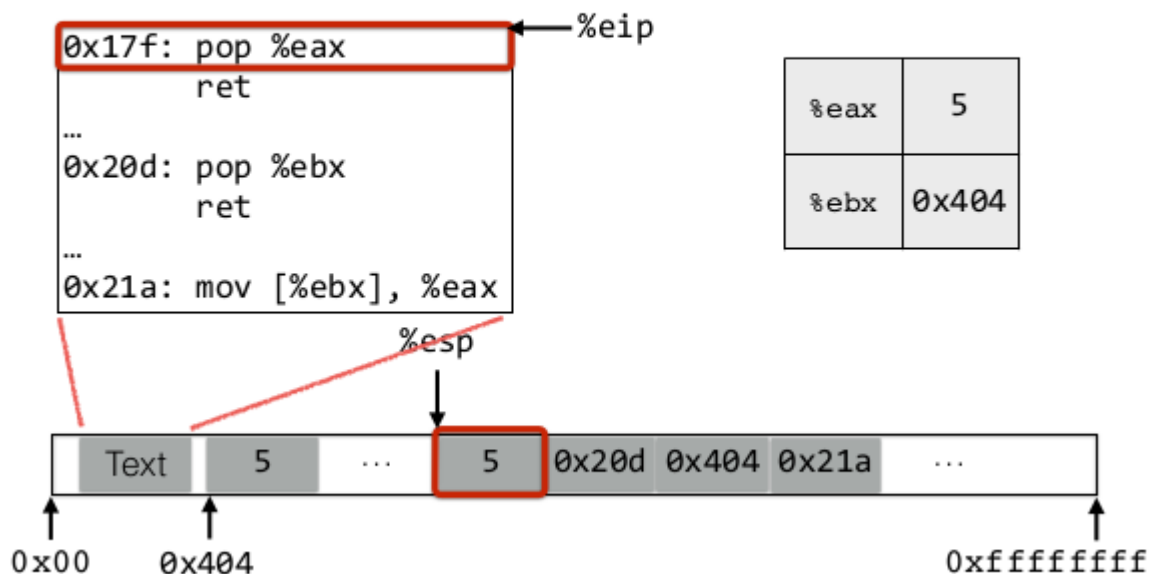 %eip
0x17f: pop %eax
ret
…
0x20d: pop %ebx
ret
…
0x21a: mov [%ebx], %eax
%eax 5
%ebx 0x404
%esp
Text 5 ... 5 0x20d 0x404 0x21a ...
0x00 0x404 0xffffffff